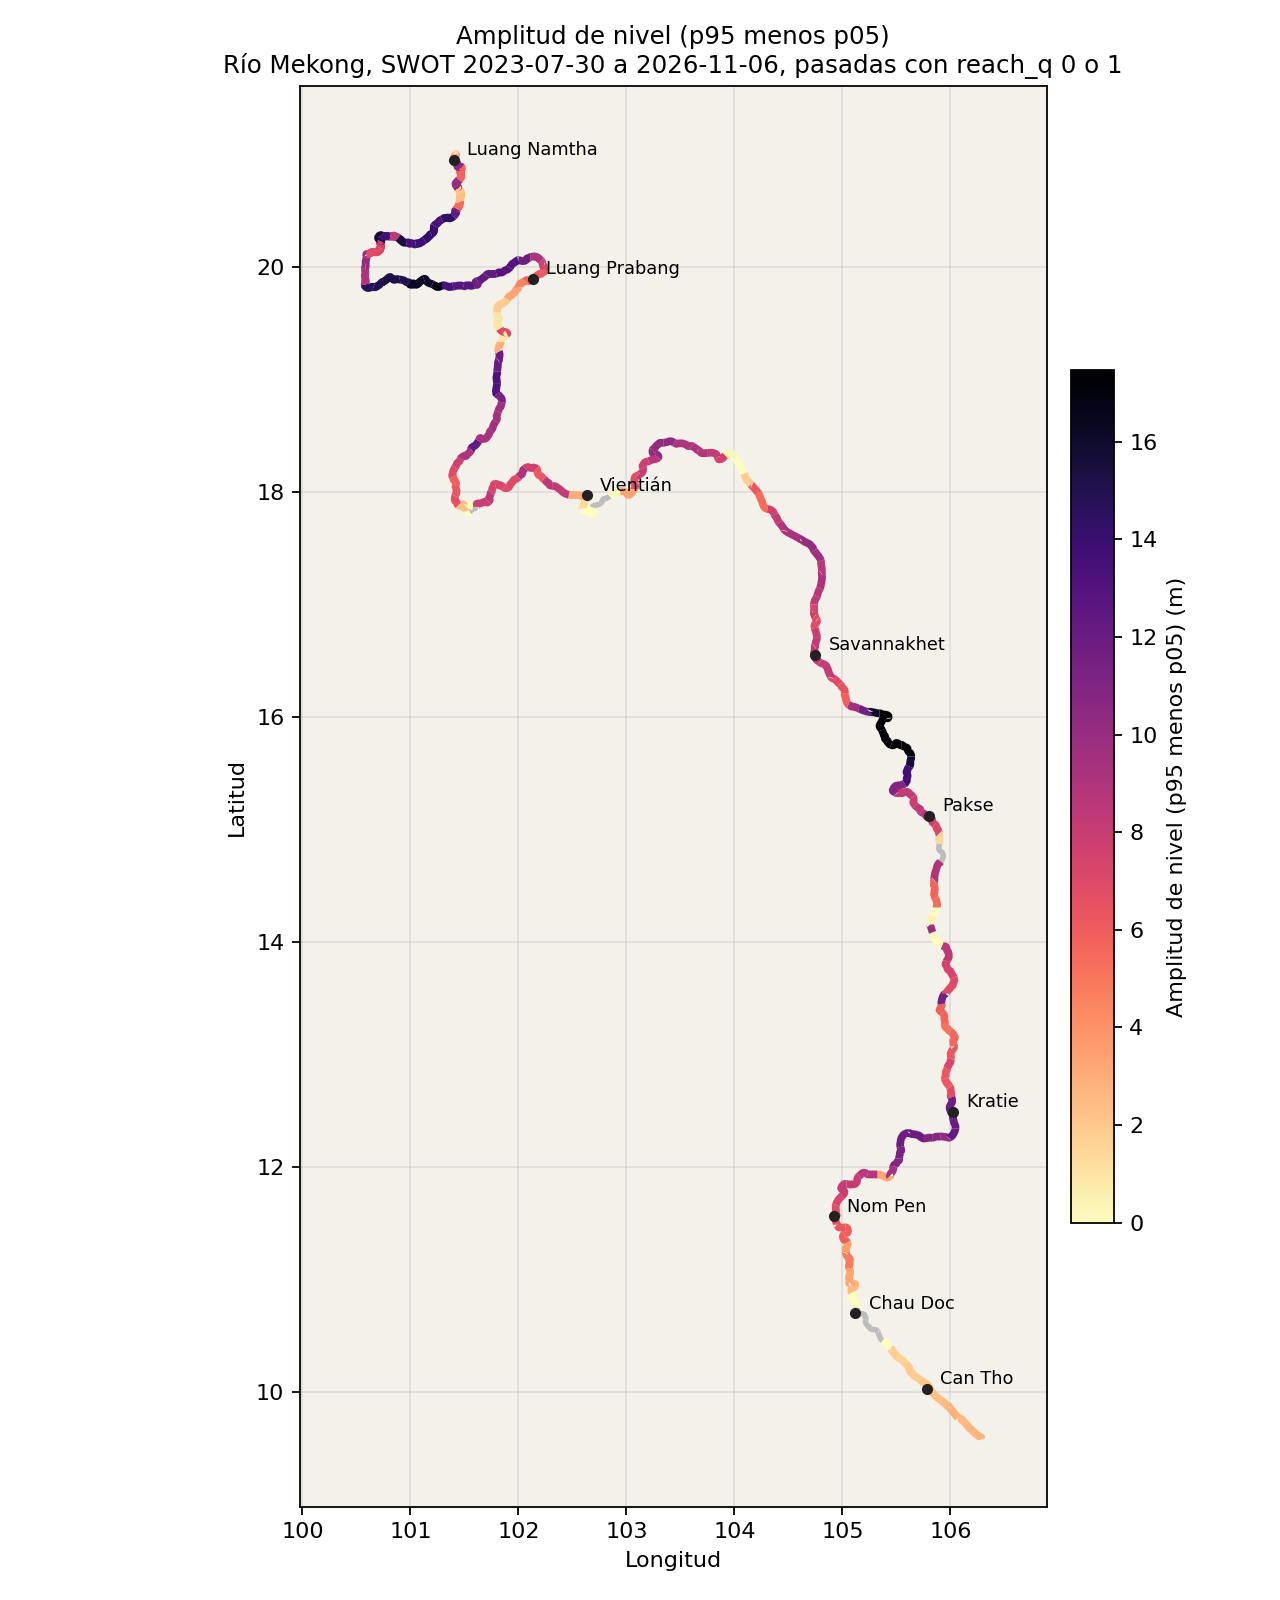 Amplitud de nivel (p95 menos p05)
Río Mekong, SWOT 2023-07-30 a 2026-11-06, pasadas con reach_q 0 o 1
Luang Namtha
Luang Prabang
Vientián
Savannakhet
Pakse
Kratie
Nom Pen
Chau Doc
Can Tho
20
18
16
14
12
10
Latitud
100
101
102
103
104
105
106
Longitud
16
14
12
10
8
6
4
2
0
Amplitud de nivel (p95 menos p05) (m)